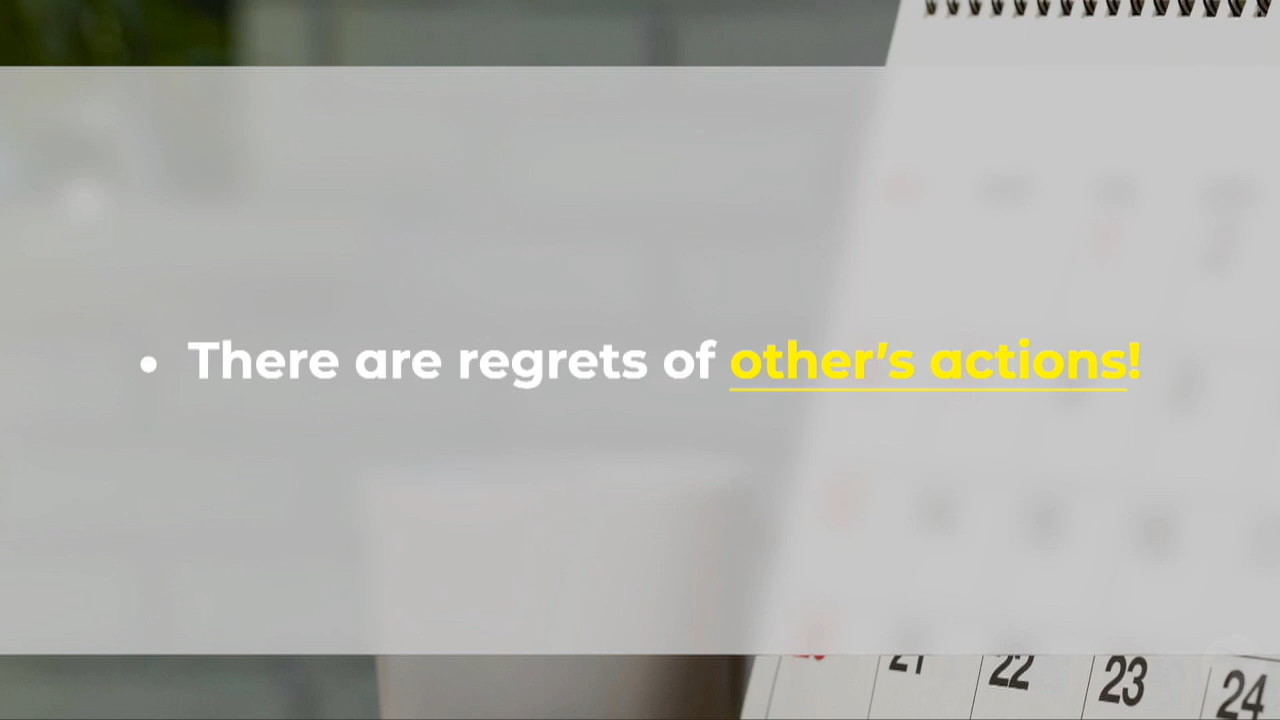 • There are regrets of other's actions!
21 22 23 24